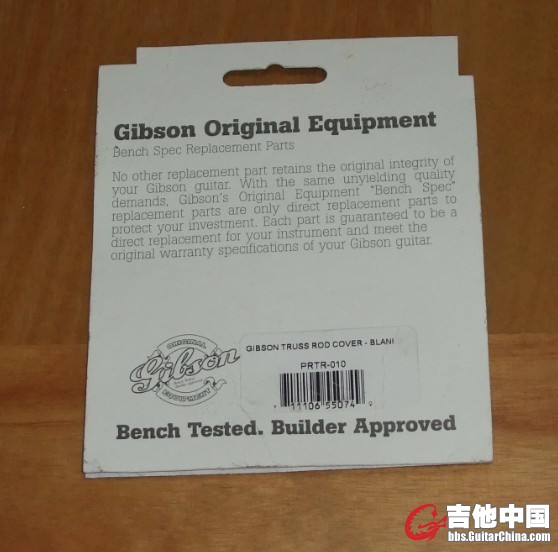 Gibson Original Equipment
Bench Spec Replacement Parts
No other replacement part retains the original integrity of
your Gibson guitar. With the same unyielding quality
demands, Gibson's Original Equipment "Bench Spec"
replacement parts are only direct replacement parts to
protect your investment. Each part is guaranteed to be a
direct replacement for your instrument and meet the
original warranty specifications of your Gibson guitar.
ORIGINAL
Gibson
EQUIPMENT
GIBSON TRUSS ROD COVER - BLANK
PRTR-010
7 11106 55074 9
Bench Tested. Builder Approved
吉他中国
bbs.GuitarChina.com